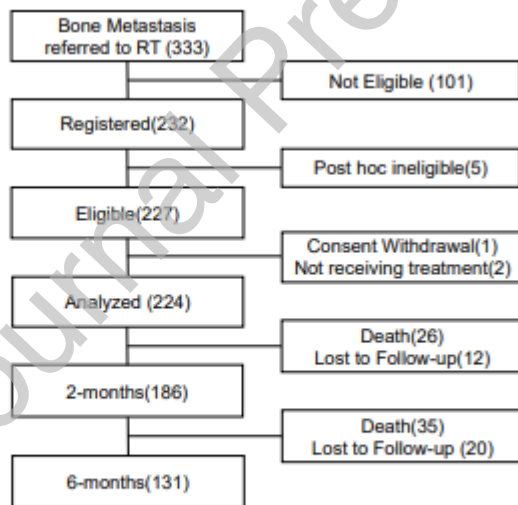 Bone Metastasis
referred to RT (333)
Not Eligible (101)
Registered(232)
Post hoc ineligible(5)
Eligible(227)
Consent Withdrawal(1)
Not receiving treatment(2)
Analyzed (224)
Death(26)
Lost to Follow-up(12)
2-months(186)
Death(35)
Lost to Follow-up (20)
6-months(131)
Journal Pre